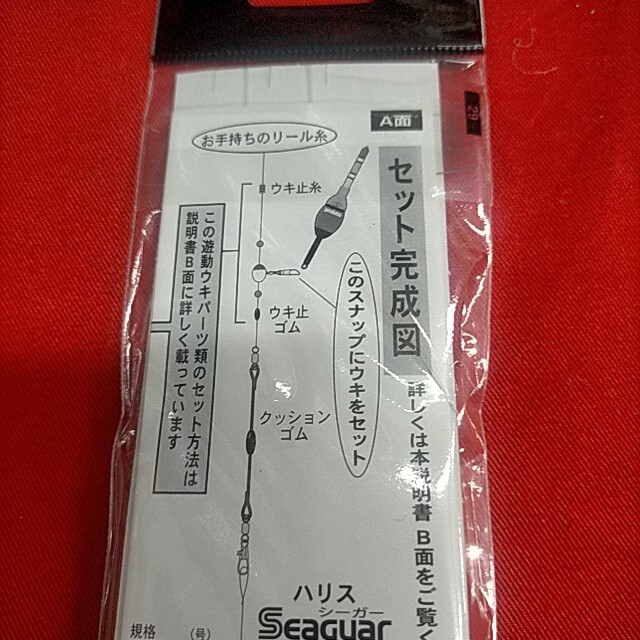 A面
セット完成図
詳しくは本説明書 B面をご覧く
お手持ちのリール糸
ウキ止糸
このスナップにウキをセット
この遊動ウキパーツ類のセット方法は
説明書B面に詳しく載っています
ウキ止
ゴム
クッション
ゴム
ハリス
シーガー
Seaguar
規格
(号)
29